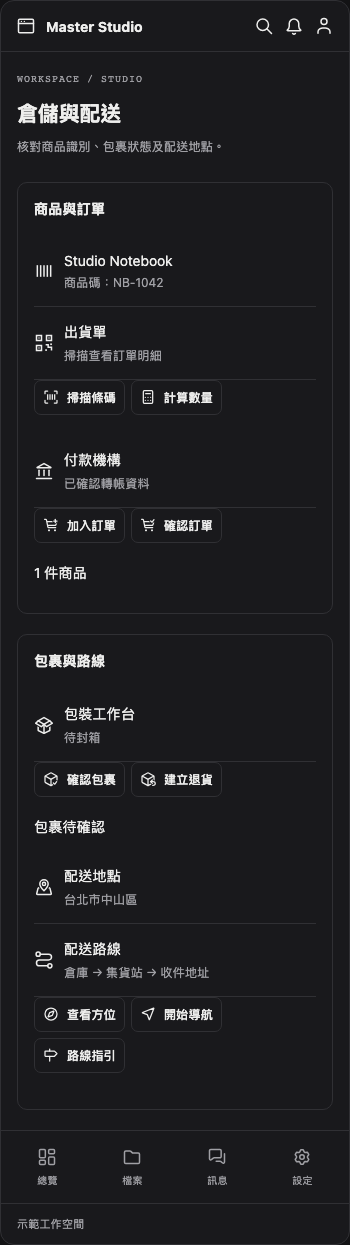 Master Studio
WORKSPACE / STUDIO
倉儲與配送
核對商品識別、包裹狀態及配送地點。
商品與訂單
Studio Notebook
商品碼：NB-1042
出貨單
掃描查看訂單明細
掃描條碼
計算數量
付款機構
已確認轉帳資料
加入訂單
確認訂單
1 件商品
包裹與路線
包裝工作台
待封箱
確認包裹
建立退貨
包裹待確認
配送地點
台北市中山區
配送路線
倉庫 → 集貨站 → 收件地址
查看方位
開始導航
路線指引
總覽
檔案
訊息
設定
示範工作空間